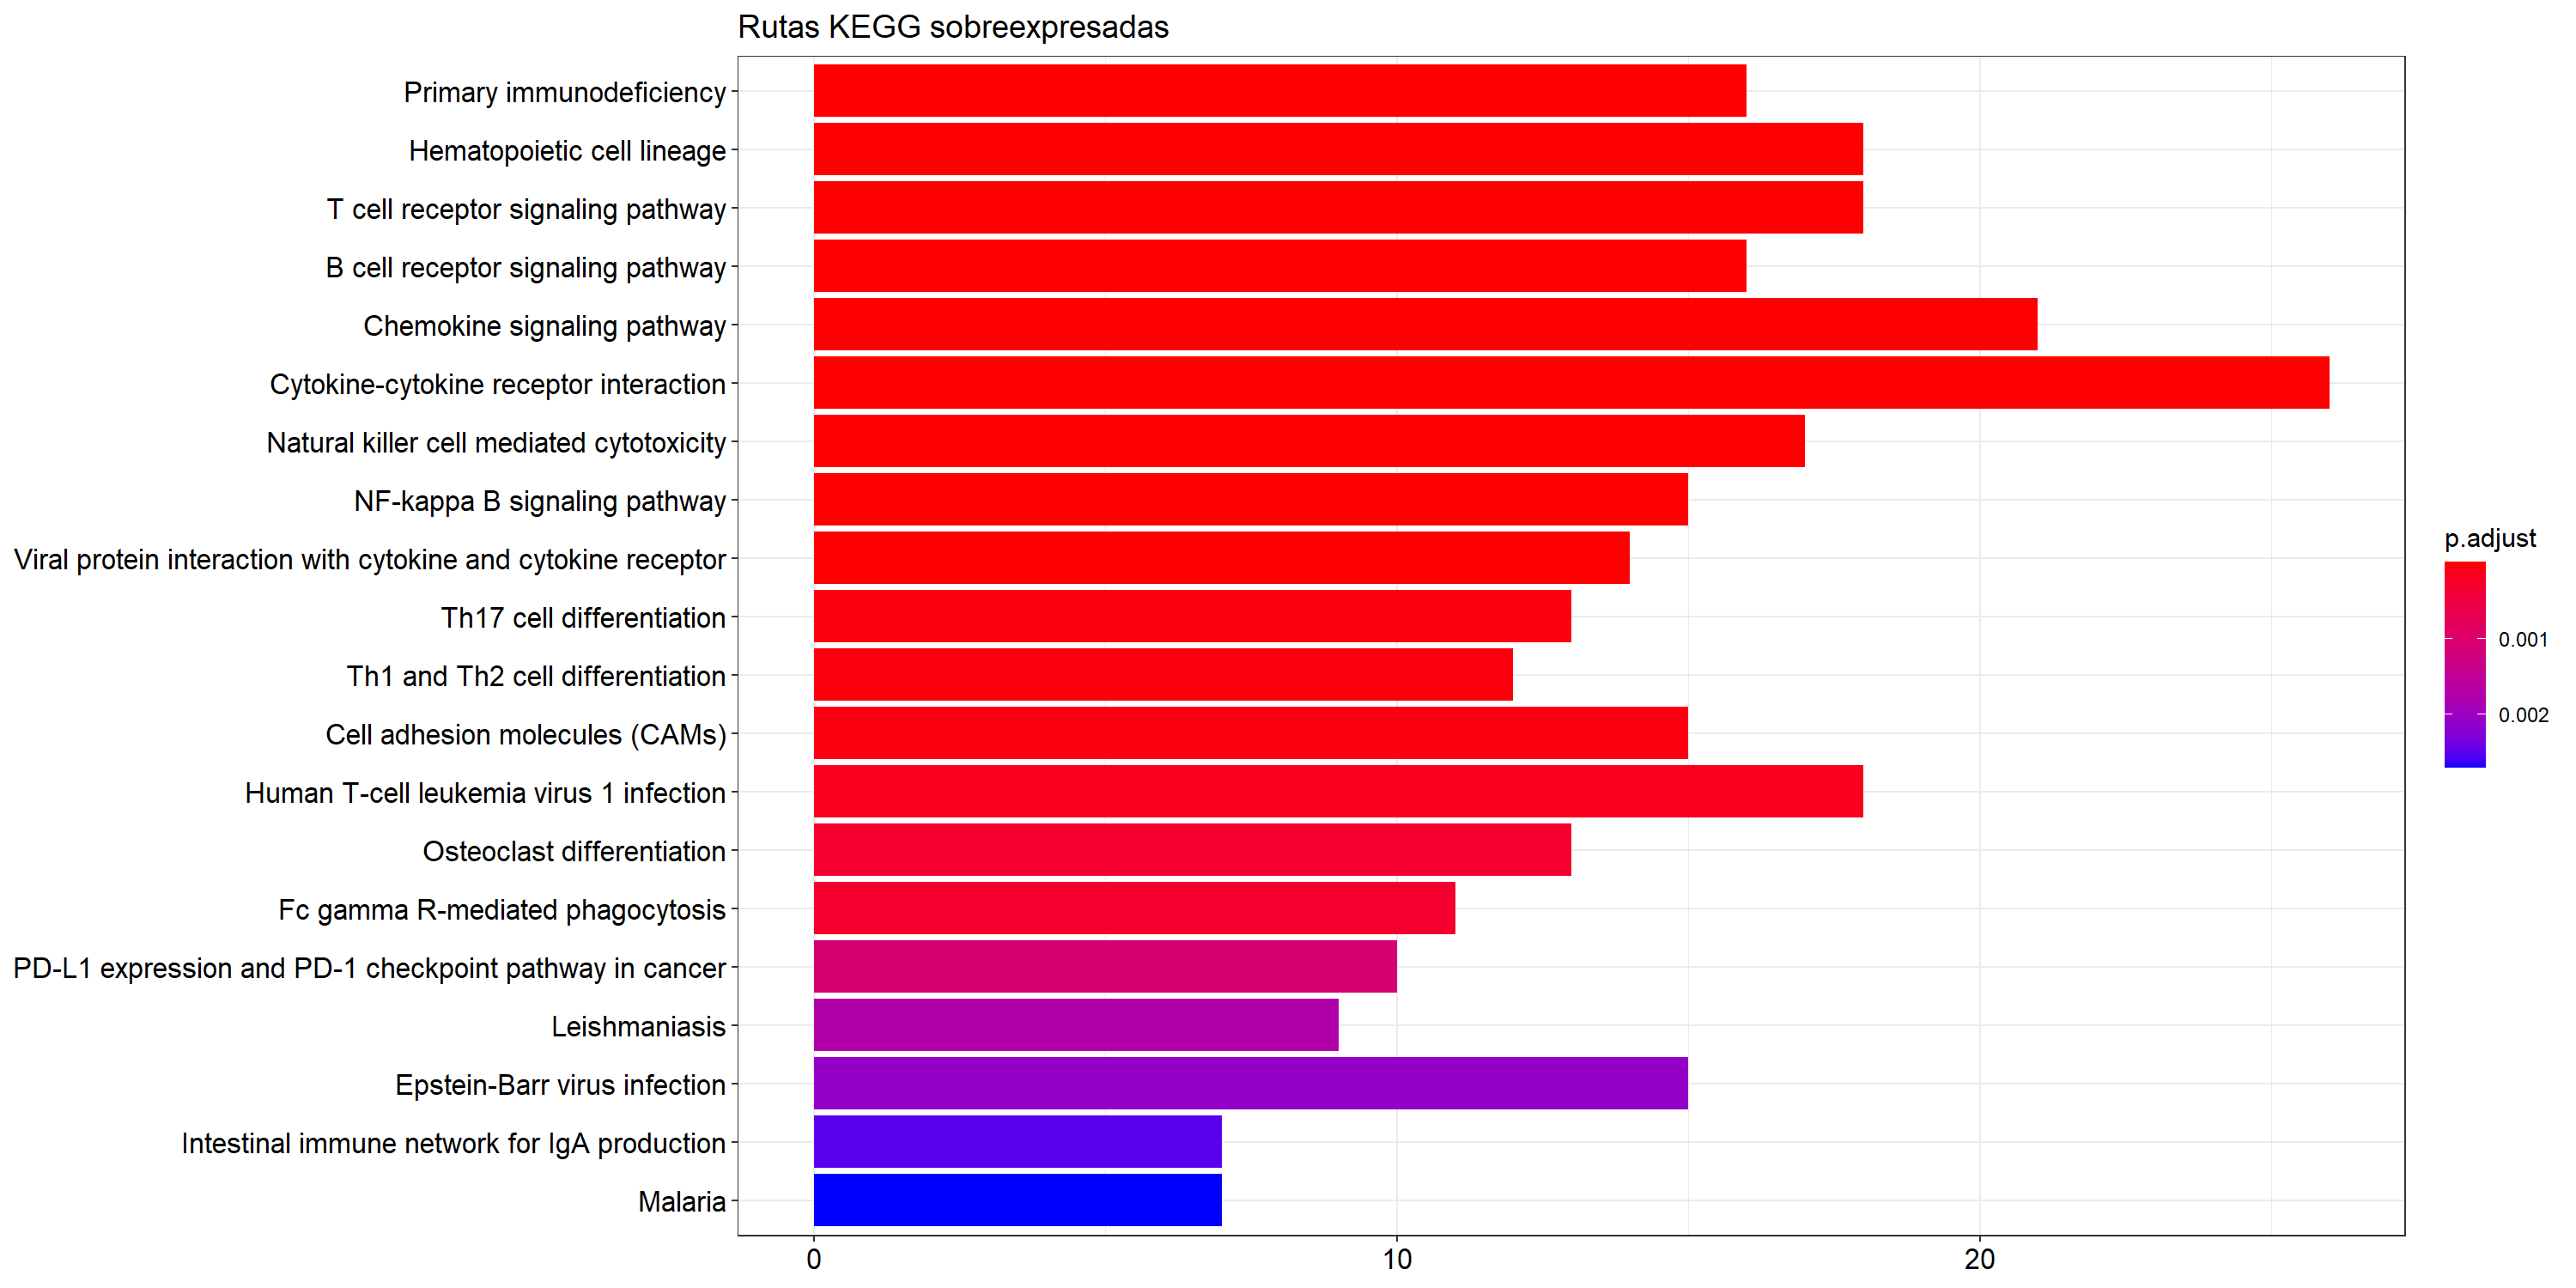 Rutas KEGG sobreexpresadas
Primary immunodeficiency
Hematopoietic cell lineage
T cell receptor signaling pathway
B cell receptor signaling pathway
Chemokine signaling pathway
Cytokine-cytokine receptor interaction
Natural killer cell mediated cytotoxicity
NF-kappa B signaling pathway
Viral protein interaction with cytokine and cytokine receptor
Th17 cell differentiation
Th1 and Th2 cell differentiation
Cell adhesion molecules (CAMs)
Human T-cell leukemia virus 1 infection
Osteoclast differentiation
Fc gamma R-mediated phagocytosis
PD-L1 expression and PD-1 checkpoint pathway in cancer
Leishmaniasis
Epstein-Barr virus infection
Intestinal immune network for IgA production
Malaria
0
10
20
p.adjust
0.001
0.002